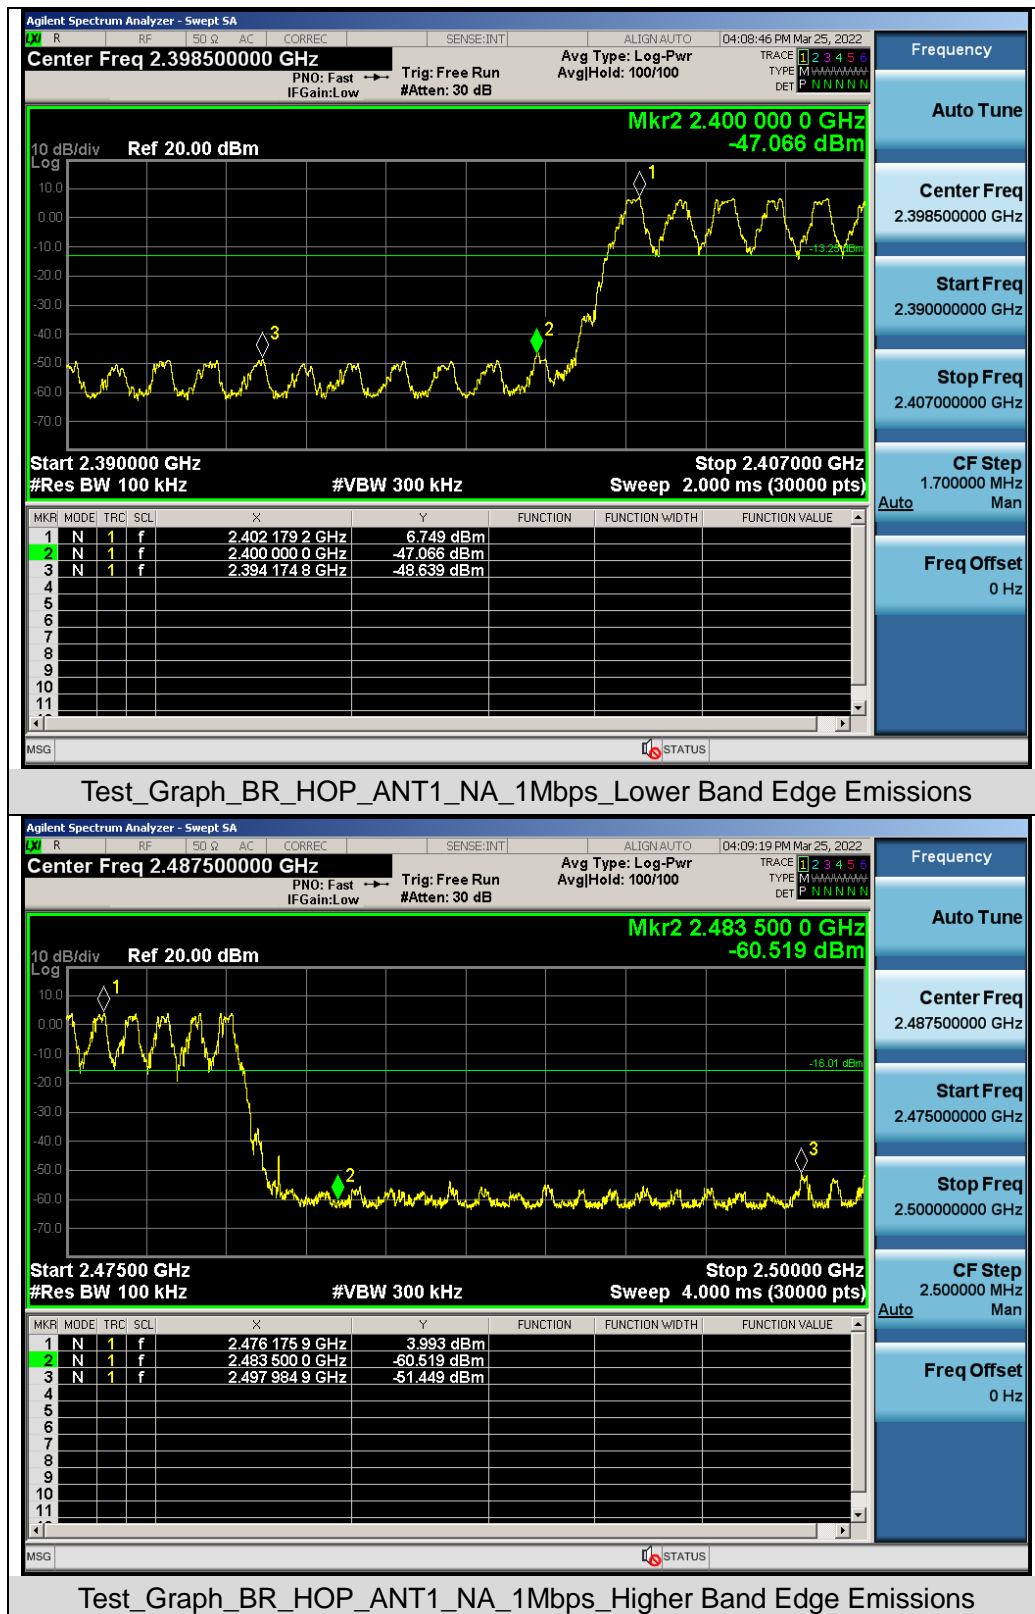 Agilent Spectrum Analyzer - Swept SA
LXI R RF 50 Ω AC CORREC SENSE:INT ALIGN AUTO 04:08:46 PM Mar 25, 2022
Center Freq 2.398500000 GHz
PNO: Fast
IFGain:Low
Trig: Free Run
#Atten: 30 dB
Avg Type: Log-Pwr
Avg|Hold: 100/100
TRACE 1 2 3 4 5 6
TYPE M
DET P N N N N N
Mkr2 2.400 000 0 GHz
-47.066 dBm
10 dB/div Ref 20.00 dBm
Log
10.0
0.00
-10.0
-20.0
-30.0
-40.0
-50.0
-60.0
-70.0
1
2
3
-13.25 dBm
Start 2.390000 GHz Stop 2.407000 GHz
#Res BW 100 kHz #VBW 300 kHz Sweep 2.000 ms (30000 pts)
MKR MODE TRC SCL X Y FUNCTION FUNCTION WIDTH FUNCTION VALUE
1 N 1 f 2.402 179 2 GHz 6.749 dBm
2 N 1 f 2.400 000 0 GHz -47.066 dBm
3 N 1 f 2.394 174 8 GHz -48.639 dBm
4
5
6
7
8
9
10
11
MSG STATUS
Frequency
Auto Tune
Center Freq
2.398500000 GHz
Start Freq
2.390000000 GHz
Stop Freq
2.407000000 GHz
CF Step
1.700000 MHz
Auto Man
Freq Offset
0 Hz
Test_Graph_BR_HOP_ANT1_NA_1Mbps_Lower Band Edge Emissions
Agilent Spectrum Analyzer - Swept SA
LXI R RF 50 Ω AC CORREC SENSE:INT ALIGN AUTO 04:09:19 PM Mar 25, 2022
Center Freq 2.487500000 GHz
PNO: Fast
IFGain:Low
Trig: Free Run
#Atten: 30 dB
Avg Type: Log-Pwr
Avg|Hold: 100/100
TRACE 1 2 3 4 5 6
TYPE M
DET P N N N N N
Mkr2 2.483 500 0 GHz
-60.519 dBm
10 dB/div Ref 20.00 dBm
Log
10.0
0.00
-10.0
-20.0
-30.0
-40.0
-50.0
-60.0
-70.0
1
2
3
-16.01 dBm
Start 2.47500 GHz Stop 2.50000 GHz
#Res BW 100 kHz #VBW 300 kHz Sweep 4.000 ms (30000 pts)
MKR MODE TRC SCL X Y FUNCTION FUNCTION WIDTH FUNCTION VALUE
1 N 1 f 2.476 175 9 GHz 3.993 dBm
2 N 1 f 2.483 500 0 GHz -60.519 dBm
3 N 1 f 2.497 984 9 GHz -51.449 dBm
4
5
6
7
8
9
10
11
MSG STATUS
Frequency
Auto Tune
Center Freq
2.487500000 GHz
Start Freq
2.475000000 GHz
Stop Freq
2.500000000 GHz
CF Step
2.500000 MHz
Auto Man
Freq Offset
0 Hz
Test_Graph_BR_HOP_ANT1_NA_1Mbps_Higher Band Edge Emissions